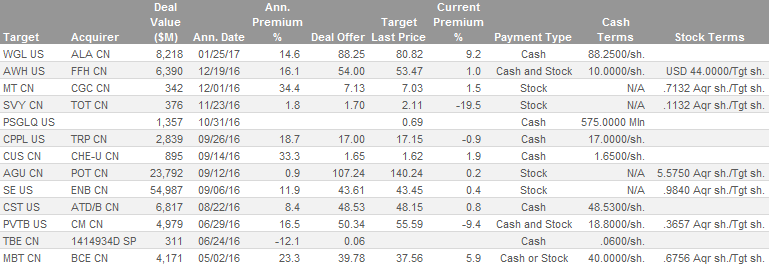 Target Acquirer Deal Value ($M) Ann. Date Ann. Premium % Deal Offer Target Last Price Current Premium % Payment Type Cash Terms Stock Terms
WGL US ALA CN 8,218 01/25/17 14.6 88.25 80.82 9.2 Cash 88.2500/sh.
AWH US FFH CN 6,390 12/19/16 16.1 54.00 53.47 1.0 Cash and Stock 10.0000/sh. USD 44.0000/Tgt sh.
MT CN CGC CN 342 12/01/16 34.4 7.13 7.03 1.5 Stock N/A .7132 Aqr sh./Tgt sh.
SVY CN TOT CN 376 11/23/16 1.8 1.70 2.11 -19.5 Stock N/A .1132 Aqr sh./Tgt sh.
PSGLQ US 1,357 10/31/16 0.69 Cash 575.0000 Mln
CPPL US TRP CN 2,839 09/26/16 18.7 17.00 17.15 -0.9 Cash 17.0000/sh.
CUS CN CHE-U CN 895 09/14/16 33.3 1.65 1.62 1.9 Cash 1.6500/sh.
AGU CN POT CN 23,792 09/12/16 0.9 107.24 140.24 0.2 Stock N/A 5.5750 Aqr sh./Tgt sh.
SE US ENB CN 54,987 09/06/16 11.9 43.61 43.45 0.4 Stock N/A .9840 Aqr sh./Tgt sh.
CST US ATD/B CN 6,817 08/22/16 8.4 48.53 48.15 0.8 Cash 48.5300/sh.
PVTB US CM CN 4,979 06/29/16 16.5 50.34 55.59 -9.4 Cash and Stock 18.8000/sh. .3657 Aqr sh./Tgt sh.
TBE CN 1414934D SP 311 06/24/16 -12.1 0.06 Cash .0600/sh.
MBT CN BCE CN 4,171 05/02/16 23.3 39.78 37.56 5.9 Cash or Stock 40.0000/sh. .6756 Aqr sh./Tgt sh.